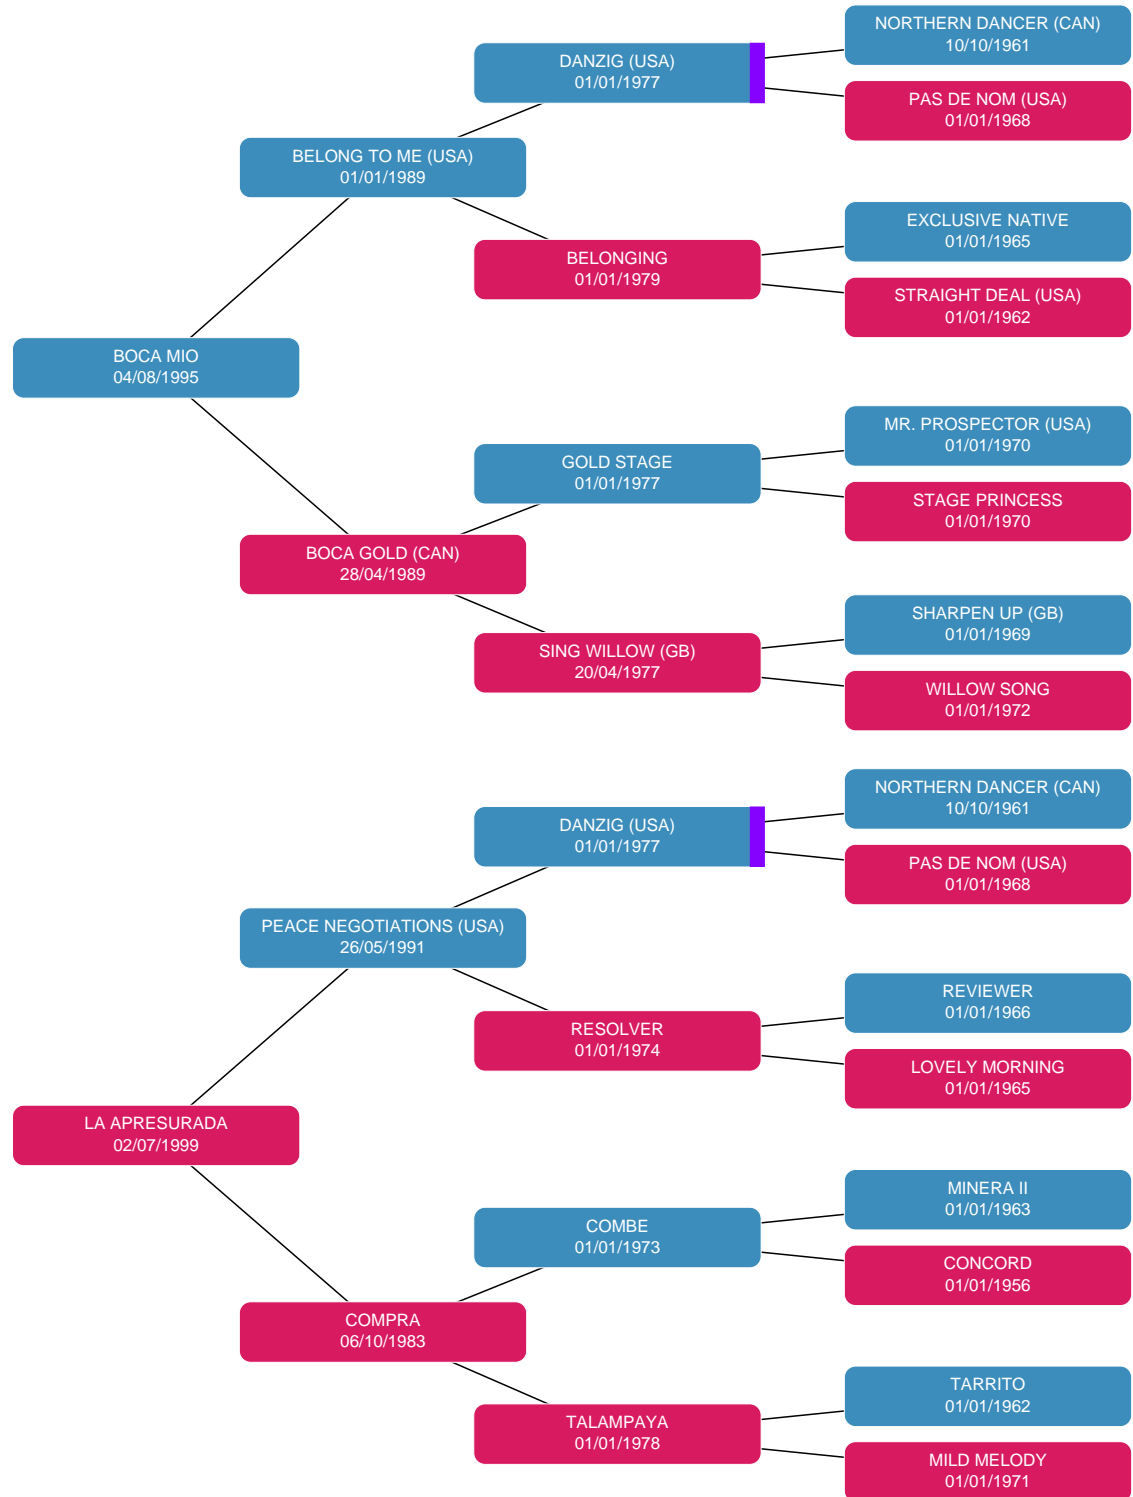 NORTHERN DANCER (CAN)
10/10/1961
DANZIG (USA)
01/01/1977
PAS DE NOM (USA)
01/01/1968
BELONG TO ME (USA)
01/01/1989
EXCLUSIVE NATIVE
01/01/1965
BELONGING
01/01/1979
STRAIGHT DEAL (USA)
01/01/1962
BOCA MIO
04/08/1995
MR. PROSPECTOR (USA)
01/01/1970
GOLD STAGE
01/01/1977
STAGE PRINCESS
01/01/1970
BOCA GOLD (CAN)
28/04/1989
SHARPEN UP (GB)
01/01/1969
SING WILLOW (GB)
20/04/1977
WILLOW SONG
01/01/1972
NORTHERN DANCER (CAN)
10/10/1961
DANZIG (USA)
01/01/1977
PAS DE NOM (USA)
01/01/1968
PEACE NEGOTIATIONS (USA)
26/05/1991
REVIEWER
01/01/1966
RESOLVER
01/01/1974
LOVELY MORNING
01/01/1965
LA APRESURADA
02/07/1999
MINERA II
01/01/1963
COMBE
01/01/1973
CONCORD
01/01/1956
COMPRA
06/10/1983
TARRITO
01/01/1962
TALAMPAYA
01/01/1978
MILD MELODY
01/01/1971